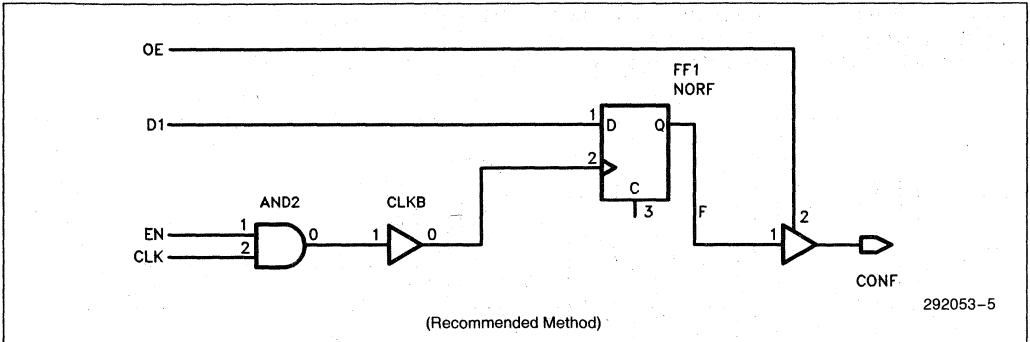 OE
FF1
NORF
D1
1
D
Q
2
C
3
F
AND2
CLKB
EN
1
CLK
2
0
1
0
1
2
CONF
292053-5
(Recommended Method)